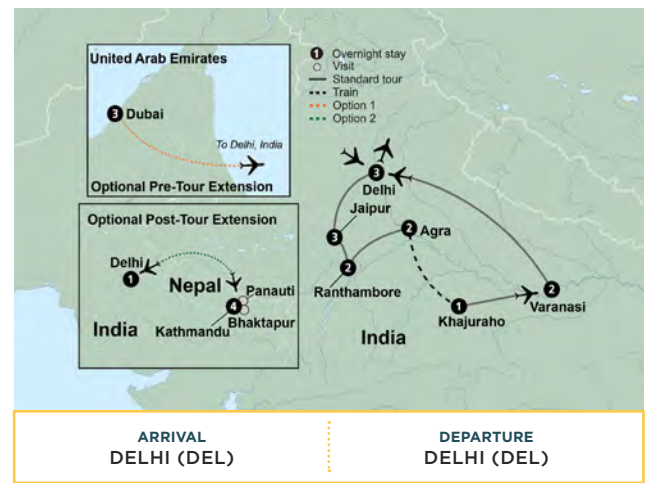 United Arab Emirates
3
Dubai
To Delhi, India
Optional Pre-Tour Extension
1 Overnight stay
Visit
Standard tour
Train
Option 1
Option 2
Optional Post-Tour Extension
Delhi
1
Nepal
Panauti
4
Kathmandu
Bhaktapur
India
3
Delhi
Jaipur
3
2
Agra
2
Ranthambore
1
Khajuraho
2
Varanasi
India
ARRIVAL
DELHI (DEL)
DEPARTURE
DELHI (DEL)